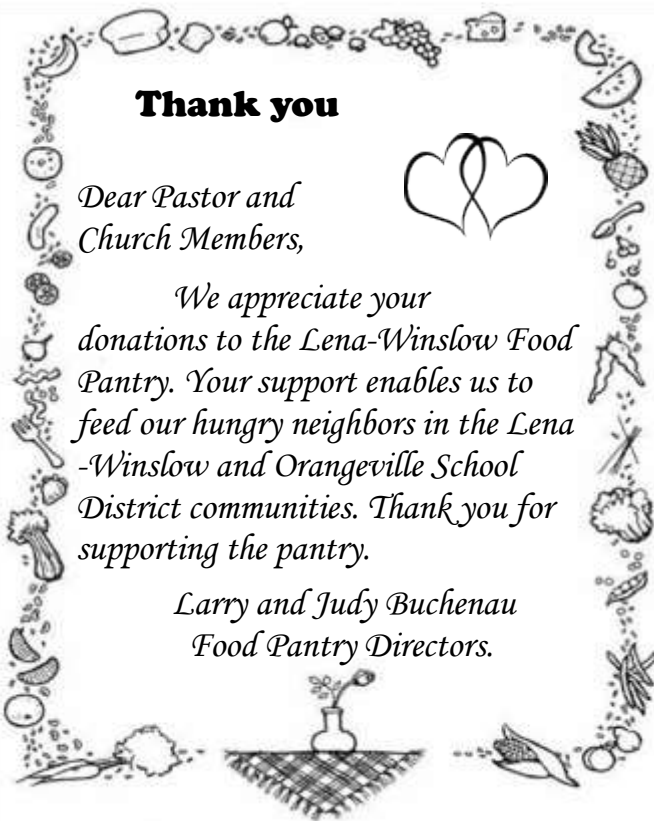 Thank you
Dear Pastor and
Church Members,
We appreciate your
donations to the Lena-Winslow Food
Pantry. Your support enables us to
feed our hungry neighbors in the Lena
-Winslow and Orangeville School
District communities. Thank you for
supporting the pantry.
Larry and Judy Buchenau
Food Pantry Directors.